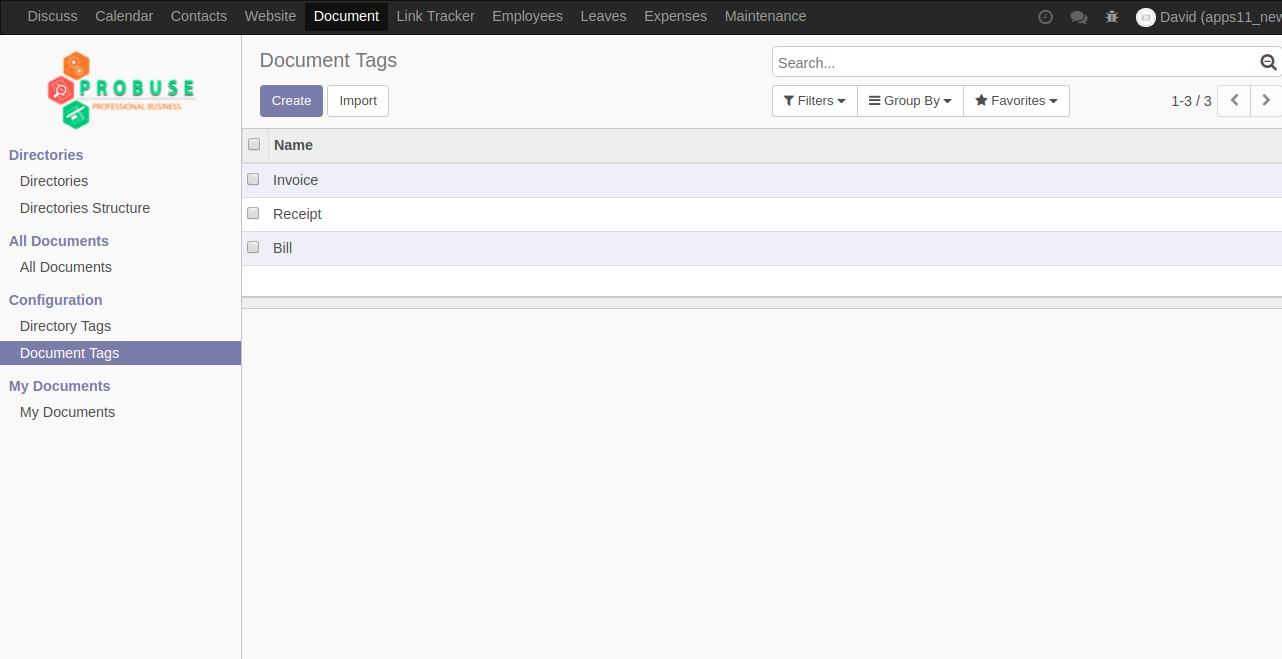 Discuss Calendar Contacts Website Document Link Tracker Employees Leaves Expenses Maintenance David (apps11_new
PROBUSE
PROFESSIONAL BUSINESS
Directories
Directories
Directories Structure
All Documents
All Documents
Configuration
Directory Tags
Document Tags
My Documents
My Documents
Document Tags
Search...
Create Import
Filters Group By Favorites 1-3 / 3
Name
Invoice
Receipt
Bill